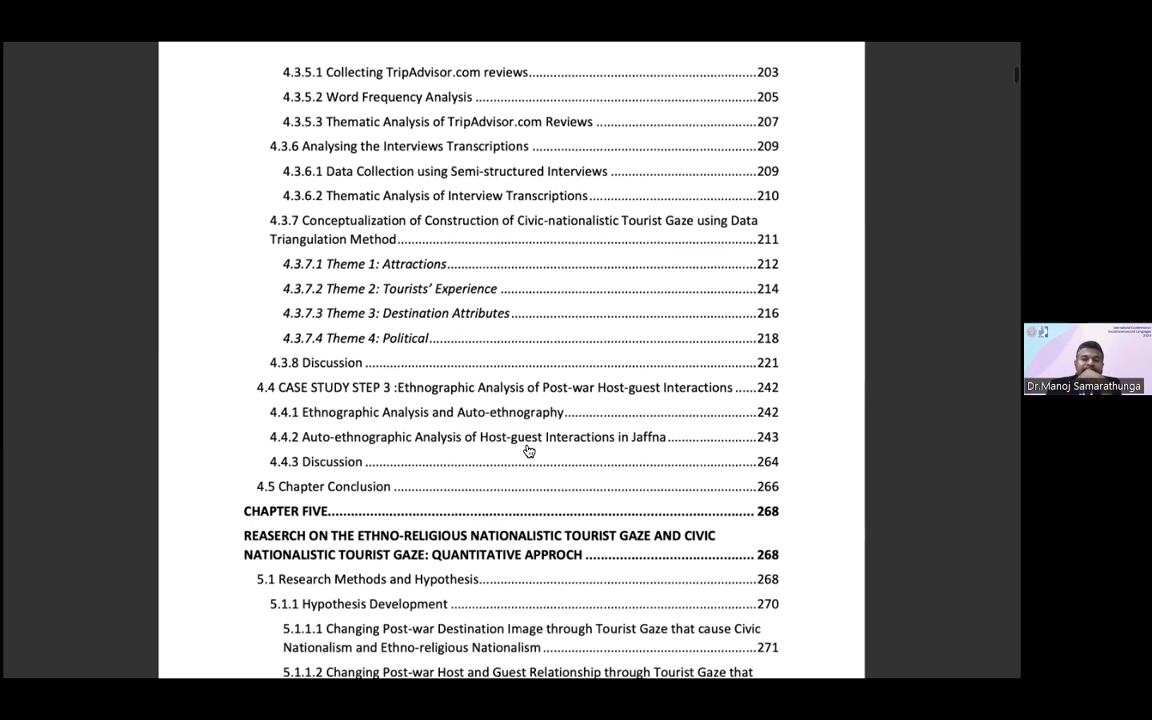 4.3.5.1 Collecting TripAdvisor.com reviews.....203
4.3.5.2 Word Frequency Analysis.....205
4.3.5.3 Thematic Analysis of TripAdvisor.com Reviews.....207
4.3.6 Analysing the Interviews Transcriptions.....209
4.3.6.1 Data Collection using Semi-structured Interviews.....209
4.3.6.2 Thematic Analysis of Interview Transcriptions.....210
4.3.7 Conceptualization of Construction of Civic-nationalistic Tourist Gaze using Data
Triangulation Method.....211
4.3.7.1 Theme 1: Attractions.....212
4.3.7.2 Theme 2: Tourists' Experience.....214
4.3.7.3 Theme 3: Destination Attributes.....216
4.3.7.4 Theme 4: Political.....218
4.3.8 Discussion.....221
4.4 CASE STUDY STEP 3 :Ethnographic Analysis of Post-war Host-guest Interactions......242
4.4.1 Ethnographic Analysis and Auto-ethnography.....242
4.4.2 Auto-ethnographic Analysis of Host-guest Interactions in Jaffna.....243
4.4.3 Discussion.....264
4.5 Chapter Conclusion.....266
CHAPTER FIVE.....268
REASERCH ON THE ETHNO-RELIGIOUS NATIONALISTIC TOURIST GAZE AND CIVIC
NATIONALISTIC TOURIST GAZE: QUANTITATIVE APPROCH.....268
5.1 Research Methods and Hypothesis.....268
5.1.1 Hypothesis Development.....270
5.1.1.1 Changing Post-war Destination Image through Tourist Gaze that cause Civic
Nationalism and Ethno-religious Nationalism.....271
5.1.1.2 Changing Post-war Host and Guest Relationship through Tourist Gaze that
Dr.Manoj Samarathunga